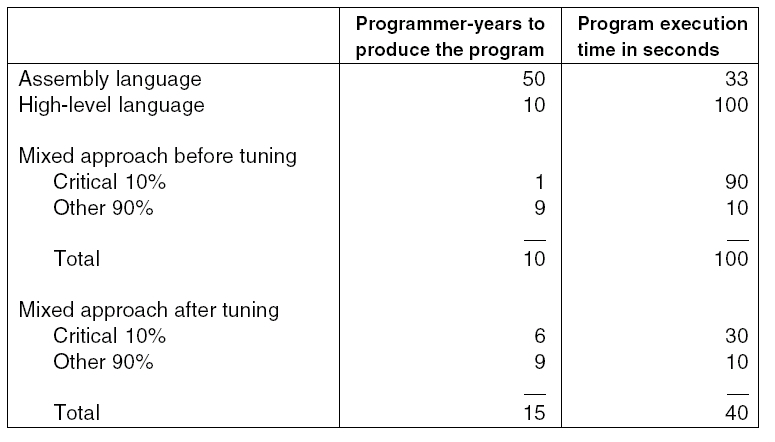 Programmer-years to produce the program
Program execution time in seconds
Assembly language 50 33
High-level language 10 100
Mixed approach before tuning
Critical 10% 1 90
Other 90% 9 10
Total 10 100
Mixed approach after tuning
Critical 10% 6 30
Other 90% 9 10
Total 15 40